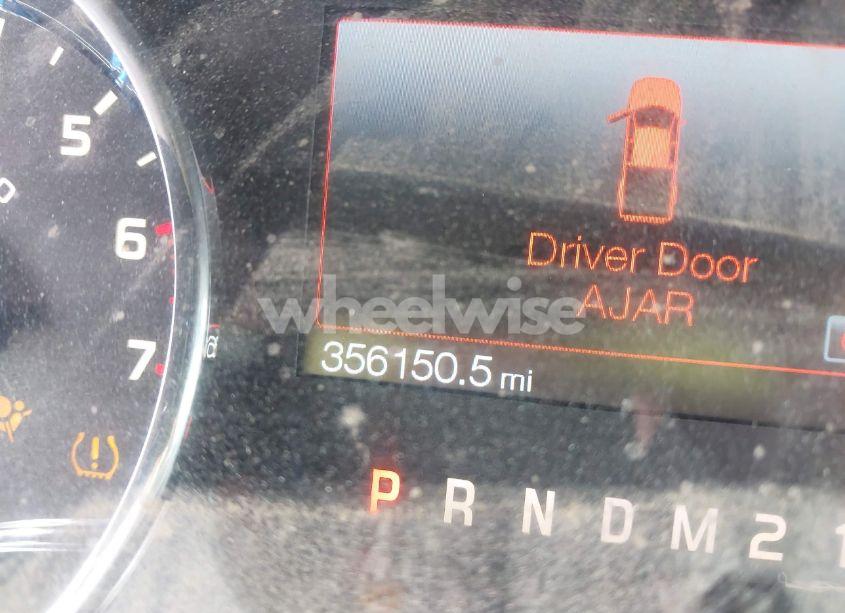 5
6
7
Driver Door
AJAR
wheelwise
356150.5 mi
P R N D M 2 1